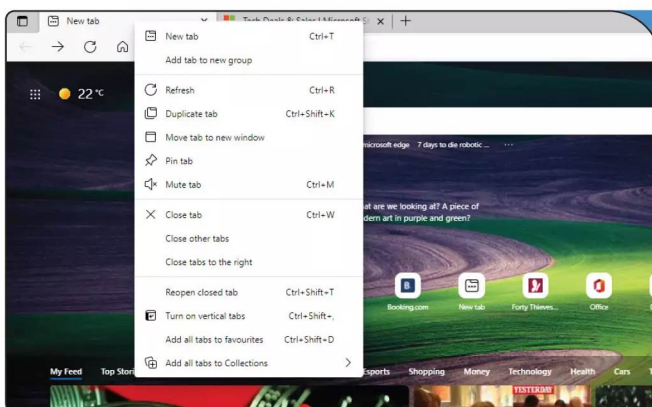 New tab
Tech Deals & Sales | Microsoft St
New tab Ctrl+T
Add tab to new group
Refresh Ctrl+R
Duplicate tab Ctrl+Shift+K
Move tab to new window
Pin tab
Mute tab Ctrl+M
Close tab Ctrl+W
Close other tabs
Close tabs to the right
Reopen closed tab Ctrl+Shift+T
Turn on vertical tabs Ctrl+Shift+,
Add all tabs to favourites Ctrl+Shift+D
Add all tabs to Collections
22 °C
microsoft edge 7 days to die robotic ... ...
at are we looking at? A piece of
dern art in purple and green?
B
Booking.com New tab Forty Thieves... Office
My Feed Top Stori Esports Shopping Money Technology Health Cars T
YESTERDAY